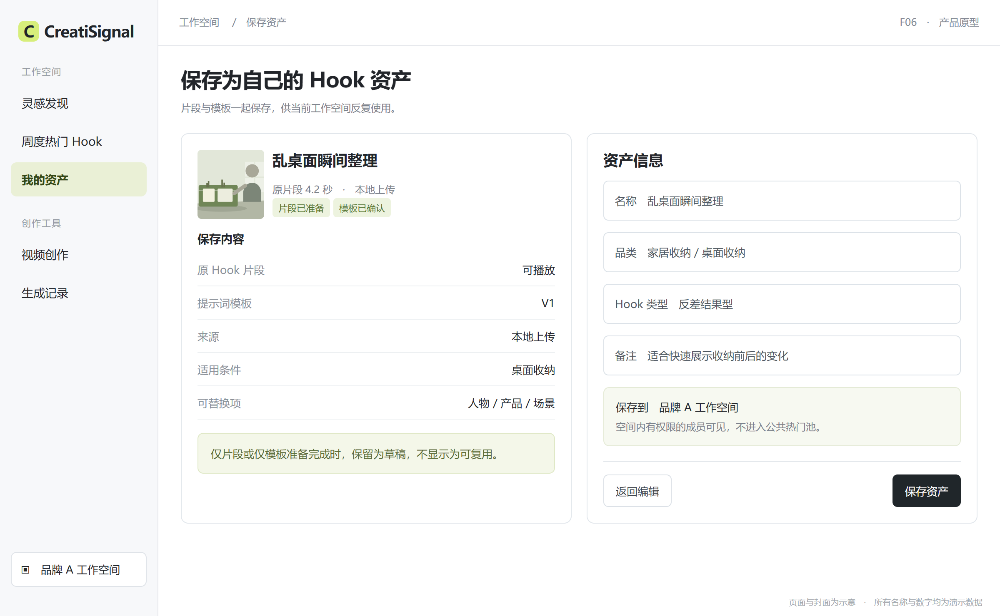 C CreatiSignal
工作空间
灵感发现
周度热门 Hook
我的资产
创作工具
视频创作
生成记录
品牌 A 工作空间
工作空间 / 保存资产
F06 · 产品原型
保存为自己的 Hook 资产
片段与模板一起保存，供当前工作空间反复使用。
乱桌面瞬间整理
原片段 4.2 秒 · 本地上传
片段已准备 模板已确认
保存内容
原 Hook 片段 可播放
提示词模板 V1
来源 本地上传
适用条件 桌面收纳
可替换项 人物 / 产品 / 场景
仅片段或仅模板准备完成时，保留为草稿，不显示为可复用。
资产信息
名称 乱桌面瞬间整理
品类 家居收纳 / 桌面收纳
Hook 类型 反差结果型
备注 适合快速展示收纳前后的变化
保存到 品牌 A 工作空间
空间内有权限的成员可见，不进入公共热门池。
返回编辑 保存资产
页面与封面为示意 · 所有名称与数字均为演示数据